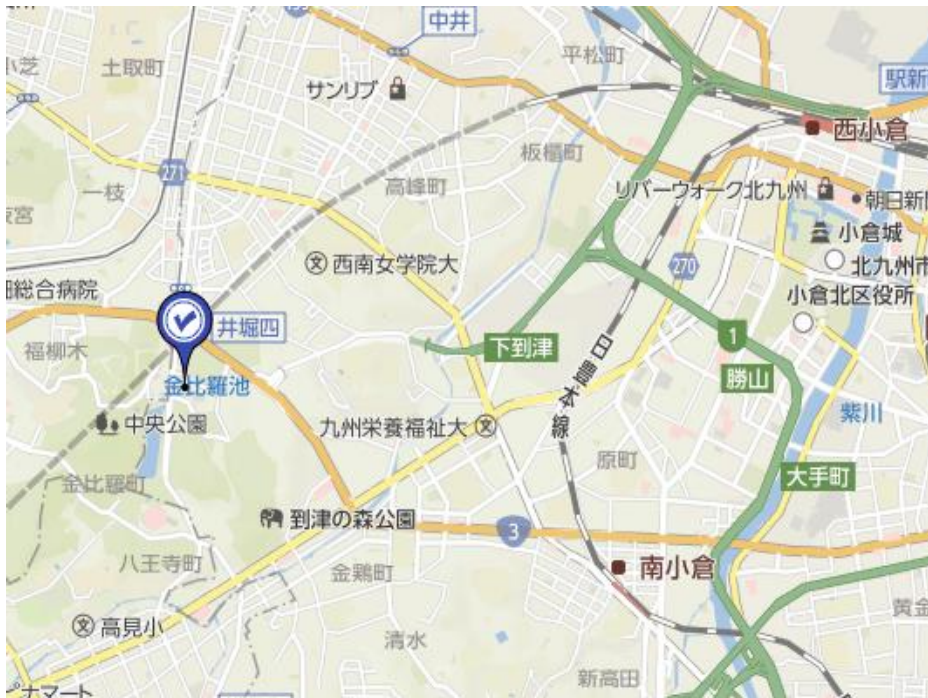 中井
平松町
土取町
サンリブ
駅新
西小倉
板櫃町
271
一枝
高峰町
リバーウォーク北九州
朝日新
小倉城
西南女学院大
270
北九州市
小倉北区役所
総合病院
井堀四
下到津
1
勝山
福柳木
日豊本線
金比羅池
中央公園
九州栄養福祉大
紫川
原町
大手町
金比羅町
到津の森公園
3
八王寺町
金鶏町
南小倉
高見小
清水
黄金
新高田
ナマート